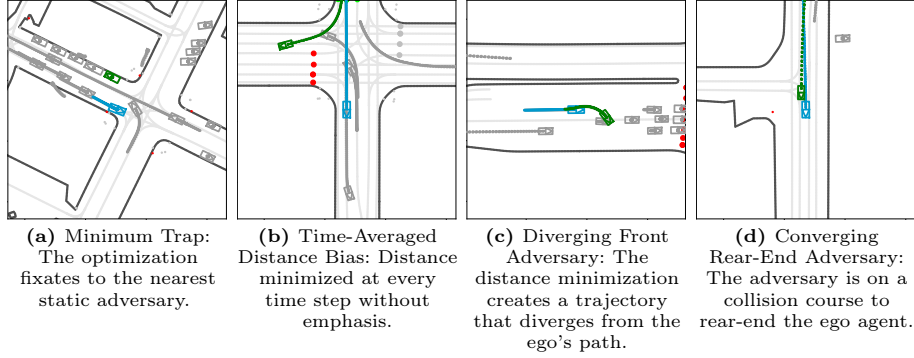 (a) Minimum Trap:
The optimization
fixates to the nearest
static adversary.
(b) Time-Averaged
Distance Bias: Distance
minimized at every
time step without
emphasis.
(c) Diverging Front
Adversary: The
distance minimization
creates a trajectory
that diverges from the
ego's path.
(d) Converging
Rear-End Adversary:
The adversary is on a
collision course to
rear-end the ego agent.